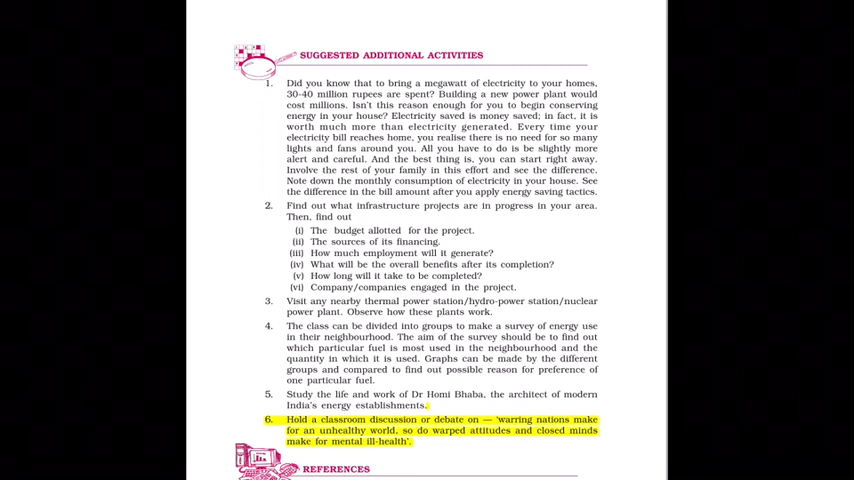 SUGGESTED ADDITIONAL ACTIVITIES
1. Did you know that to bring a megawatt of electricity to your homes,
30-40 million rupees are spent? Building a new power plant would
cost millions. Isn't this reason enough for you to begin conserving
energy in your house? Electricity saved is money saved; in fact, it is
worth much more than electricity generated. Every time your
electricity bill reaches home, you realise there is no need for so many
lights and fans around you. All you have to do is be slightly more
alert and careful. And the best thing is, you can start right away.
Involve the rest of your family in this effort and see the difference.
Note down the monthly consumption of electricity in your house. See
the difference in the bill amount after you apply energy saving tactics.
2. Find out what infrastructure projects are in progress in your area.
Then, find out
(i) The budget allotted for the project.
(ii) The sources of its financing.
(iii) How much employment will it generate?
(iv) What will be the overall benefits after its completion?
(v) How long will it take to be completed?
(vi) Company/companies engaged in the project.
3. Visit any nearby thermal power station/hydro-power station/nuclear
power plant. Observe how these plants work.
4. The class can be divided into groups to make a survey of energy use
in their neighbourhood. The aim of the survey should be to find out
which particular fuel is most used in the neighbourhood and the
quantity in which it is used. Graphs can be made by the different
groups and compared to find out possible reason for preference of
one particular fuel.
5. Study the life and work of Dr Homi Bhaba, the architect of modern
India's energy establishments.
6. Hold a classroom discussion or debate on — 'warring nations make
for an unhealthy world, so do warped attitudes and closed minds
make for mental ill-health'.
REFERENCES